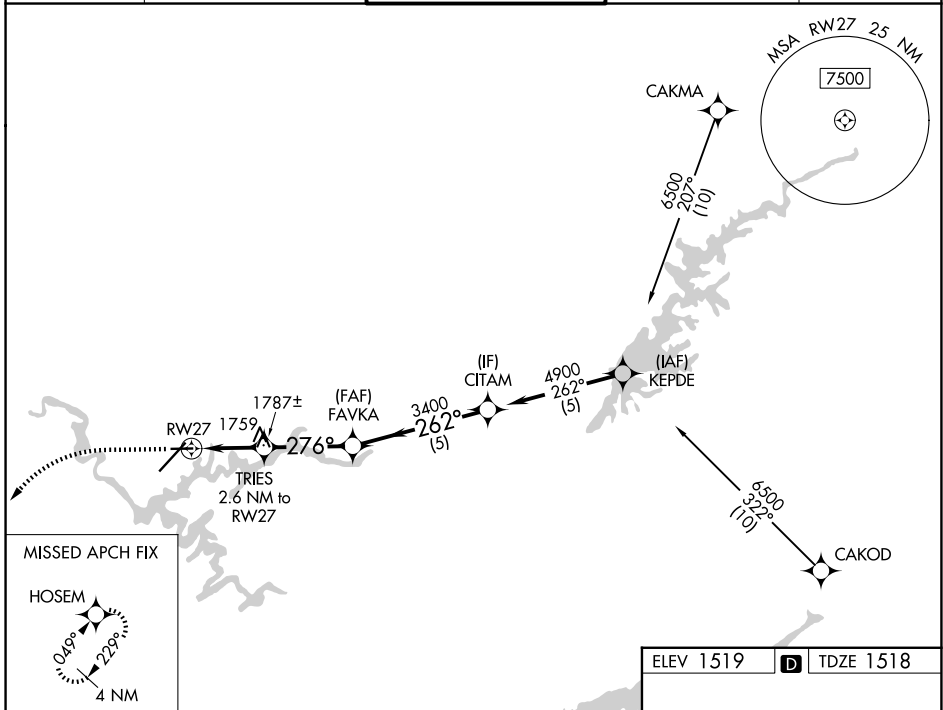 MSA RW27 25 NM
7500
CAKMA
6500
207°
(10)
(IAF)
KEPDE
4900
262°
(5)
(IF)
CITAM
3400
262°
(5)
(FAF)
FAVKA
276°
1787±
1759
RW27
TRIES
2.6 NM to
RW27
6500
322°
(10)
CAKOD
MISSED APCH FIX
HOSEM
049°
229°
4 NM
ELEV 1519 D TDZE 1518